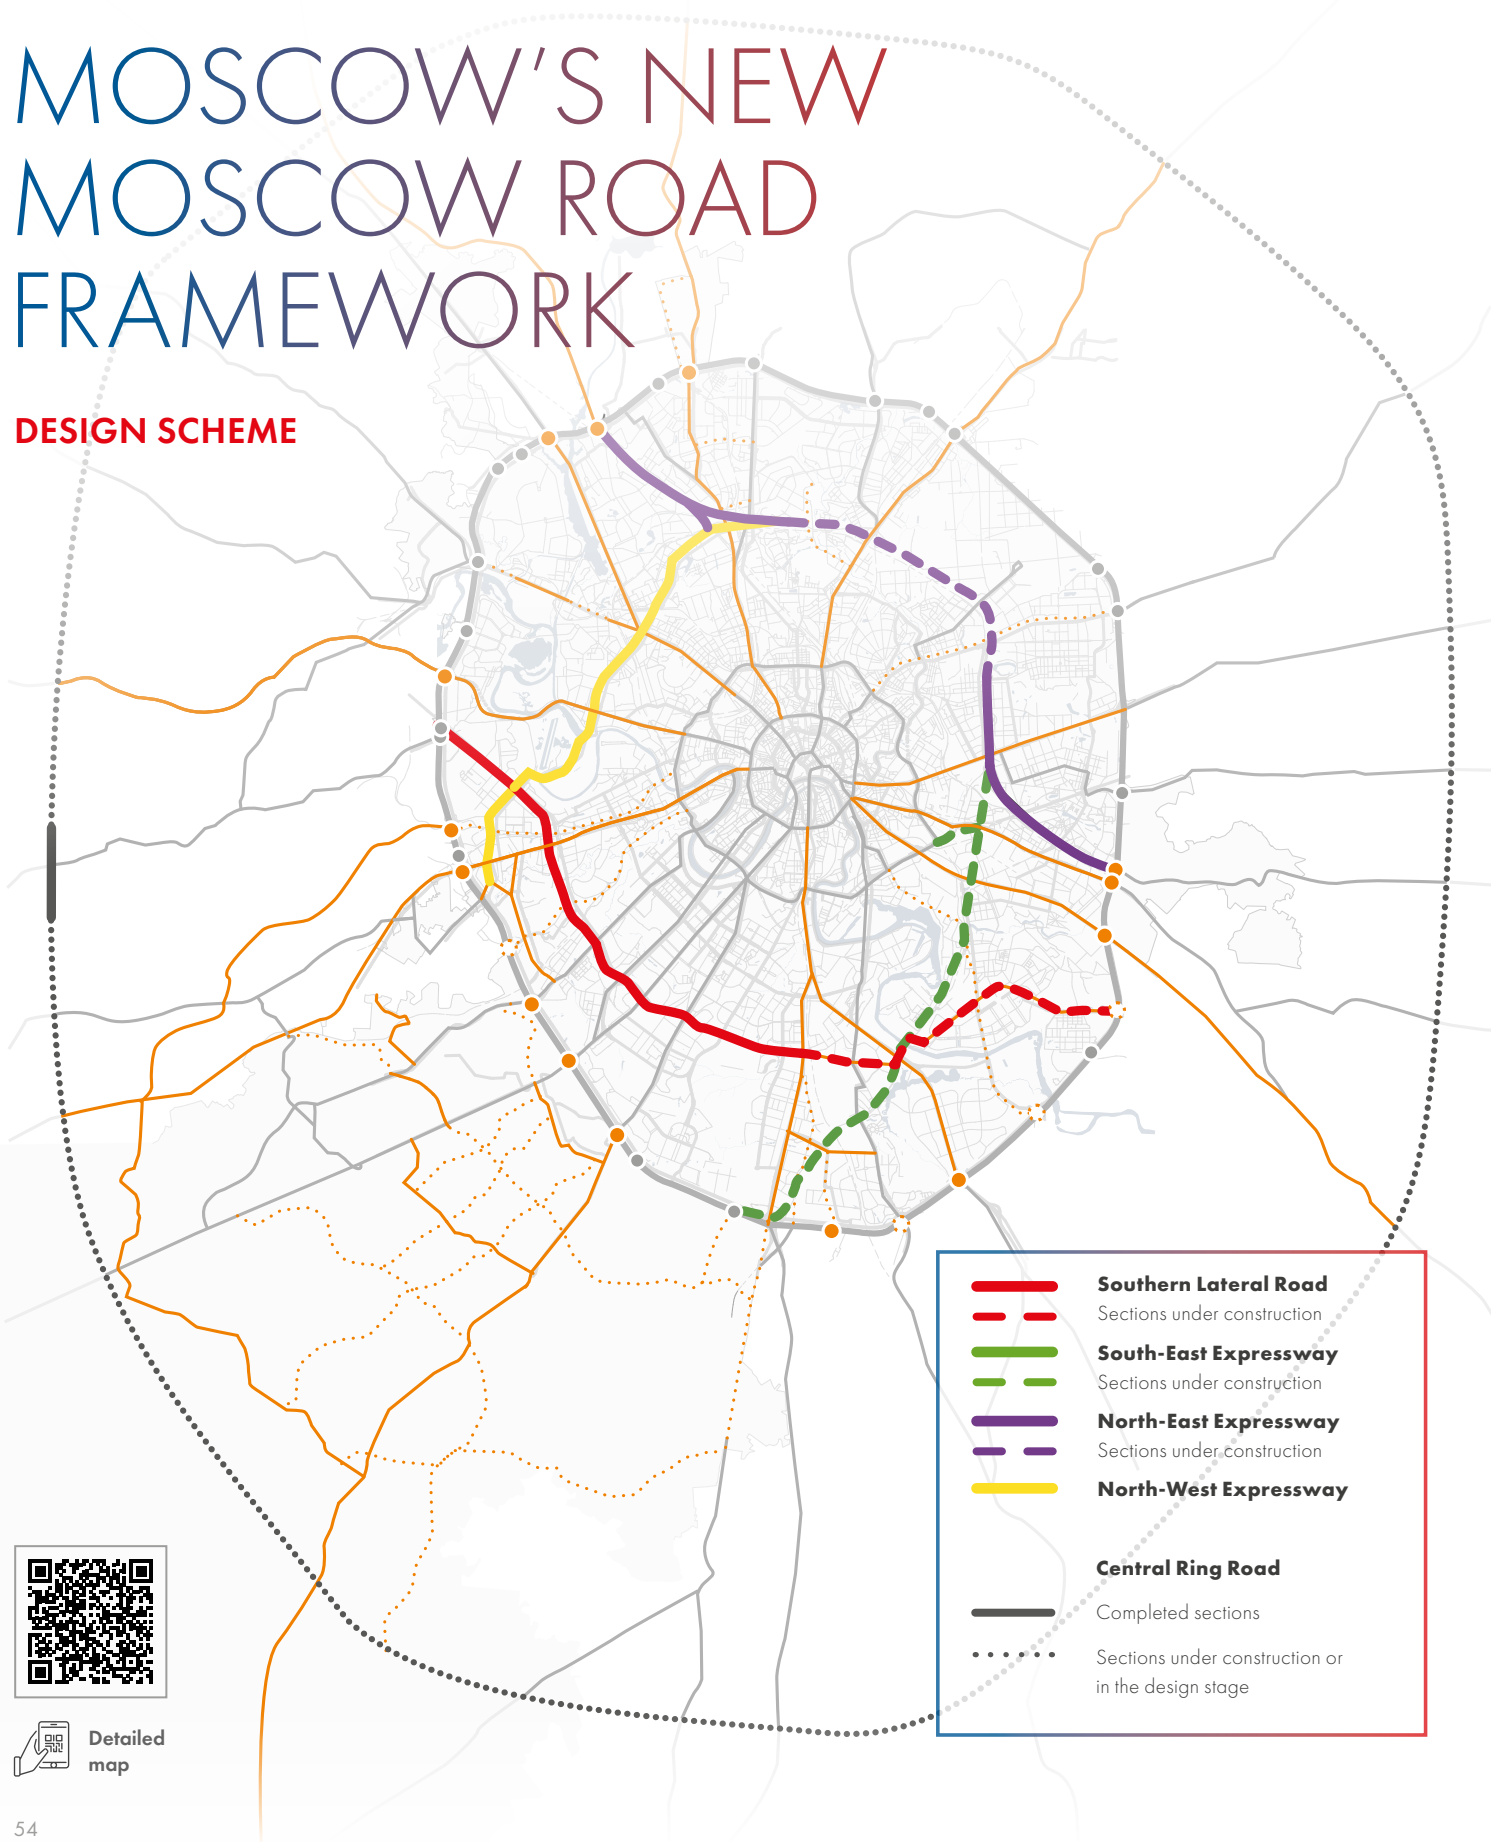 MOSCOW'S NEW
MOSCOW ROAD
FRAMEWORK
DESIGN SCHEME
Southern Lateral Road
Sections under construction
South-East Expressway
Sections under construction
North-East Expressway
Sections under construction
North-West Expressway
Central Ring Road
Completed sections
Sections under construction or
in the design stage
Detailed
map
54